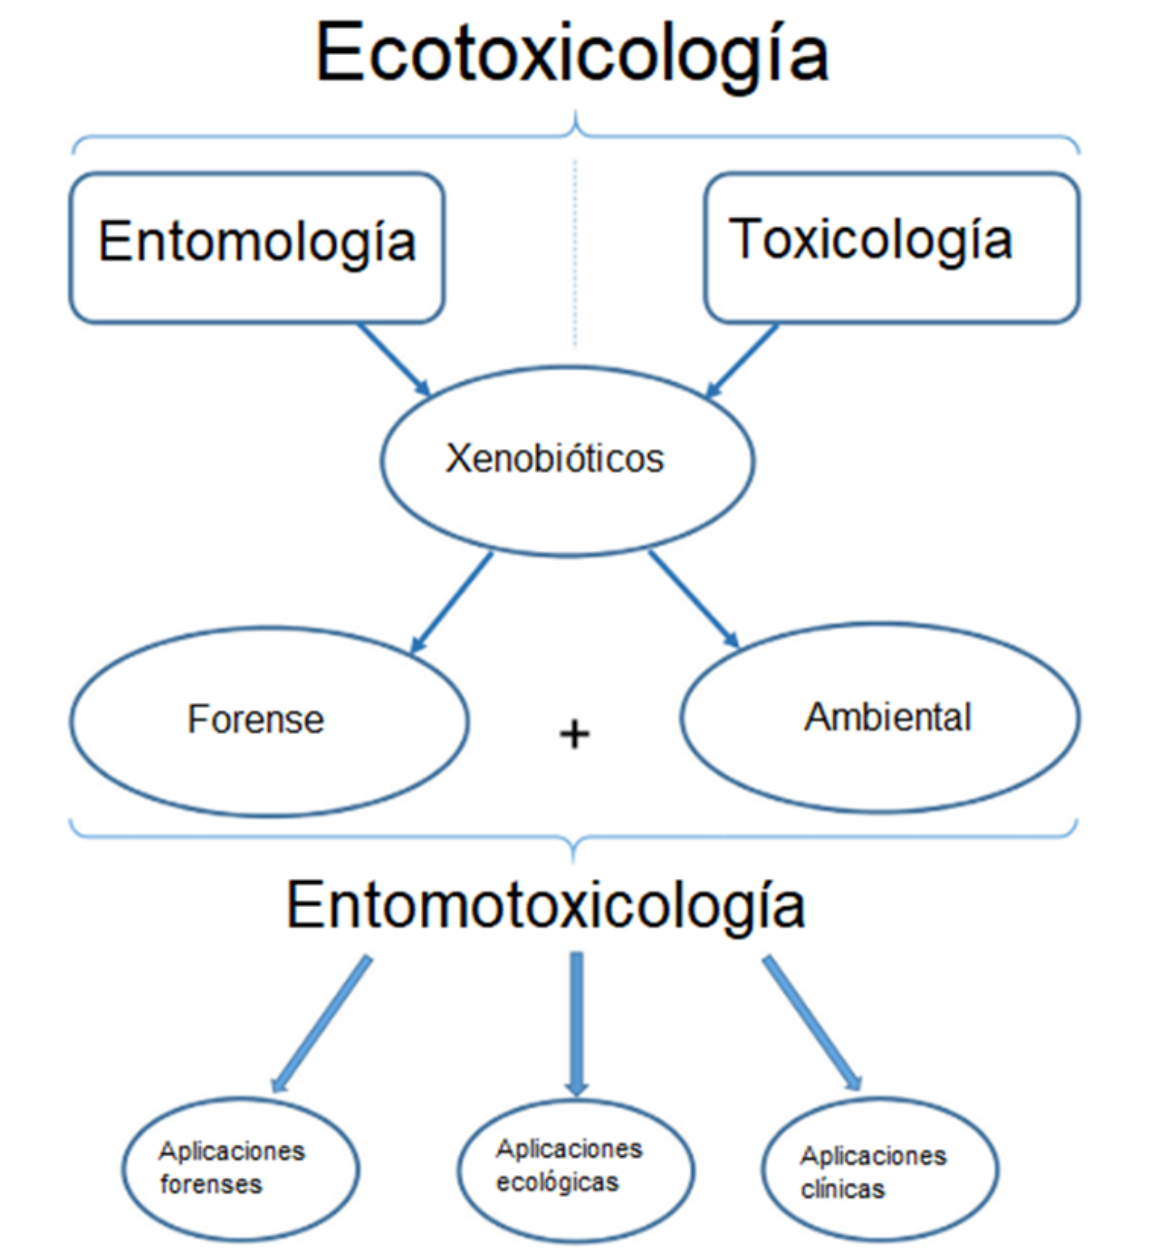 Ecotoxicología
Entomología
Toxicología
Xenobióticos
Forense
+
Ambiental
Entomotoxicología
Aplicaciones
forenses
Aplicaciones
ecológicas
Aplicaciones
clínicas